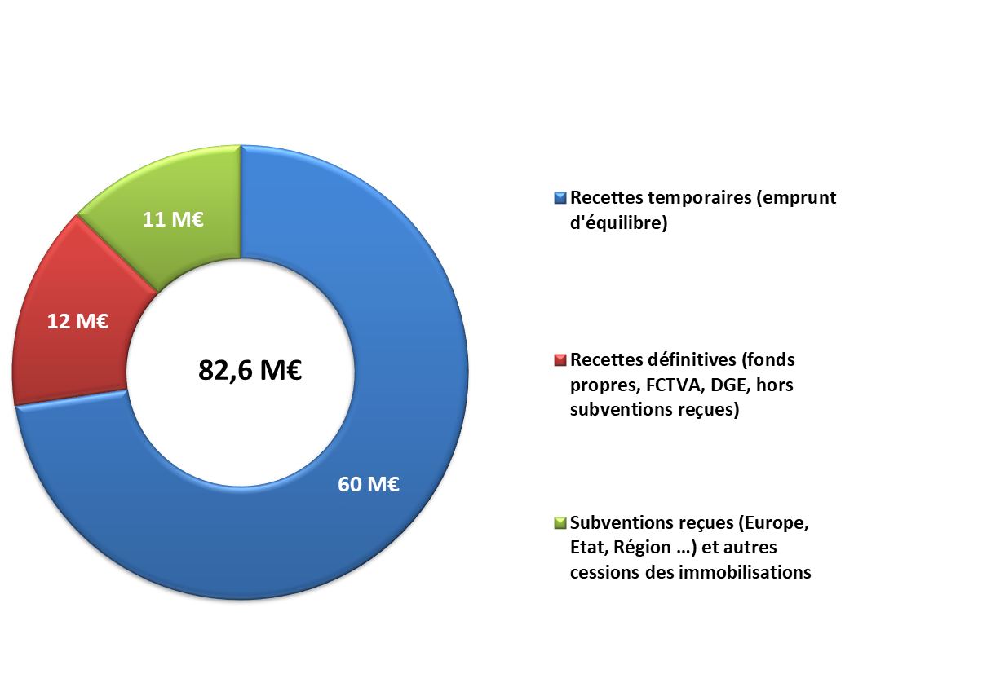 11 M€
12 M€
82,6 M€
60 M€
Recettes temporaires (emprunt
d'équilibre)
Recettes définitives (fonds
propres, FCTVA, DGE, hors
subventions reçues)
Subventions reçues (Europe,
Etat, Région ...) et autres
cessions des immobilisations